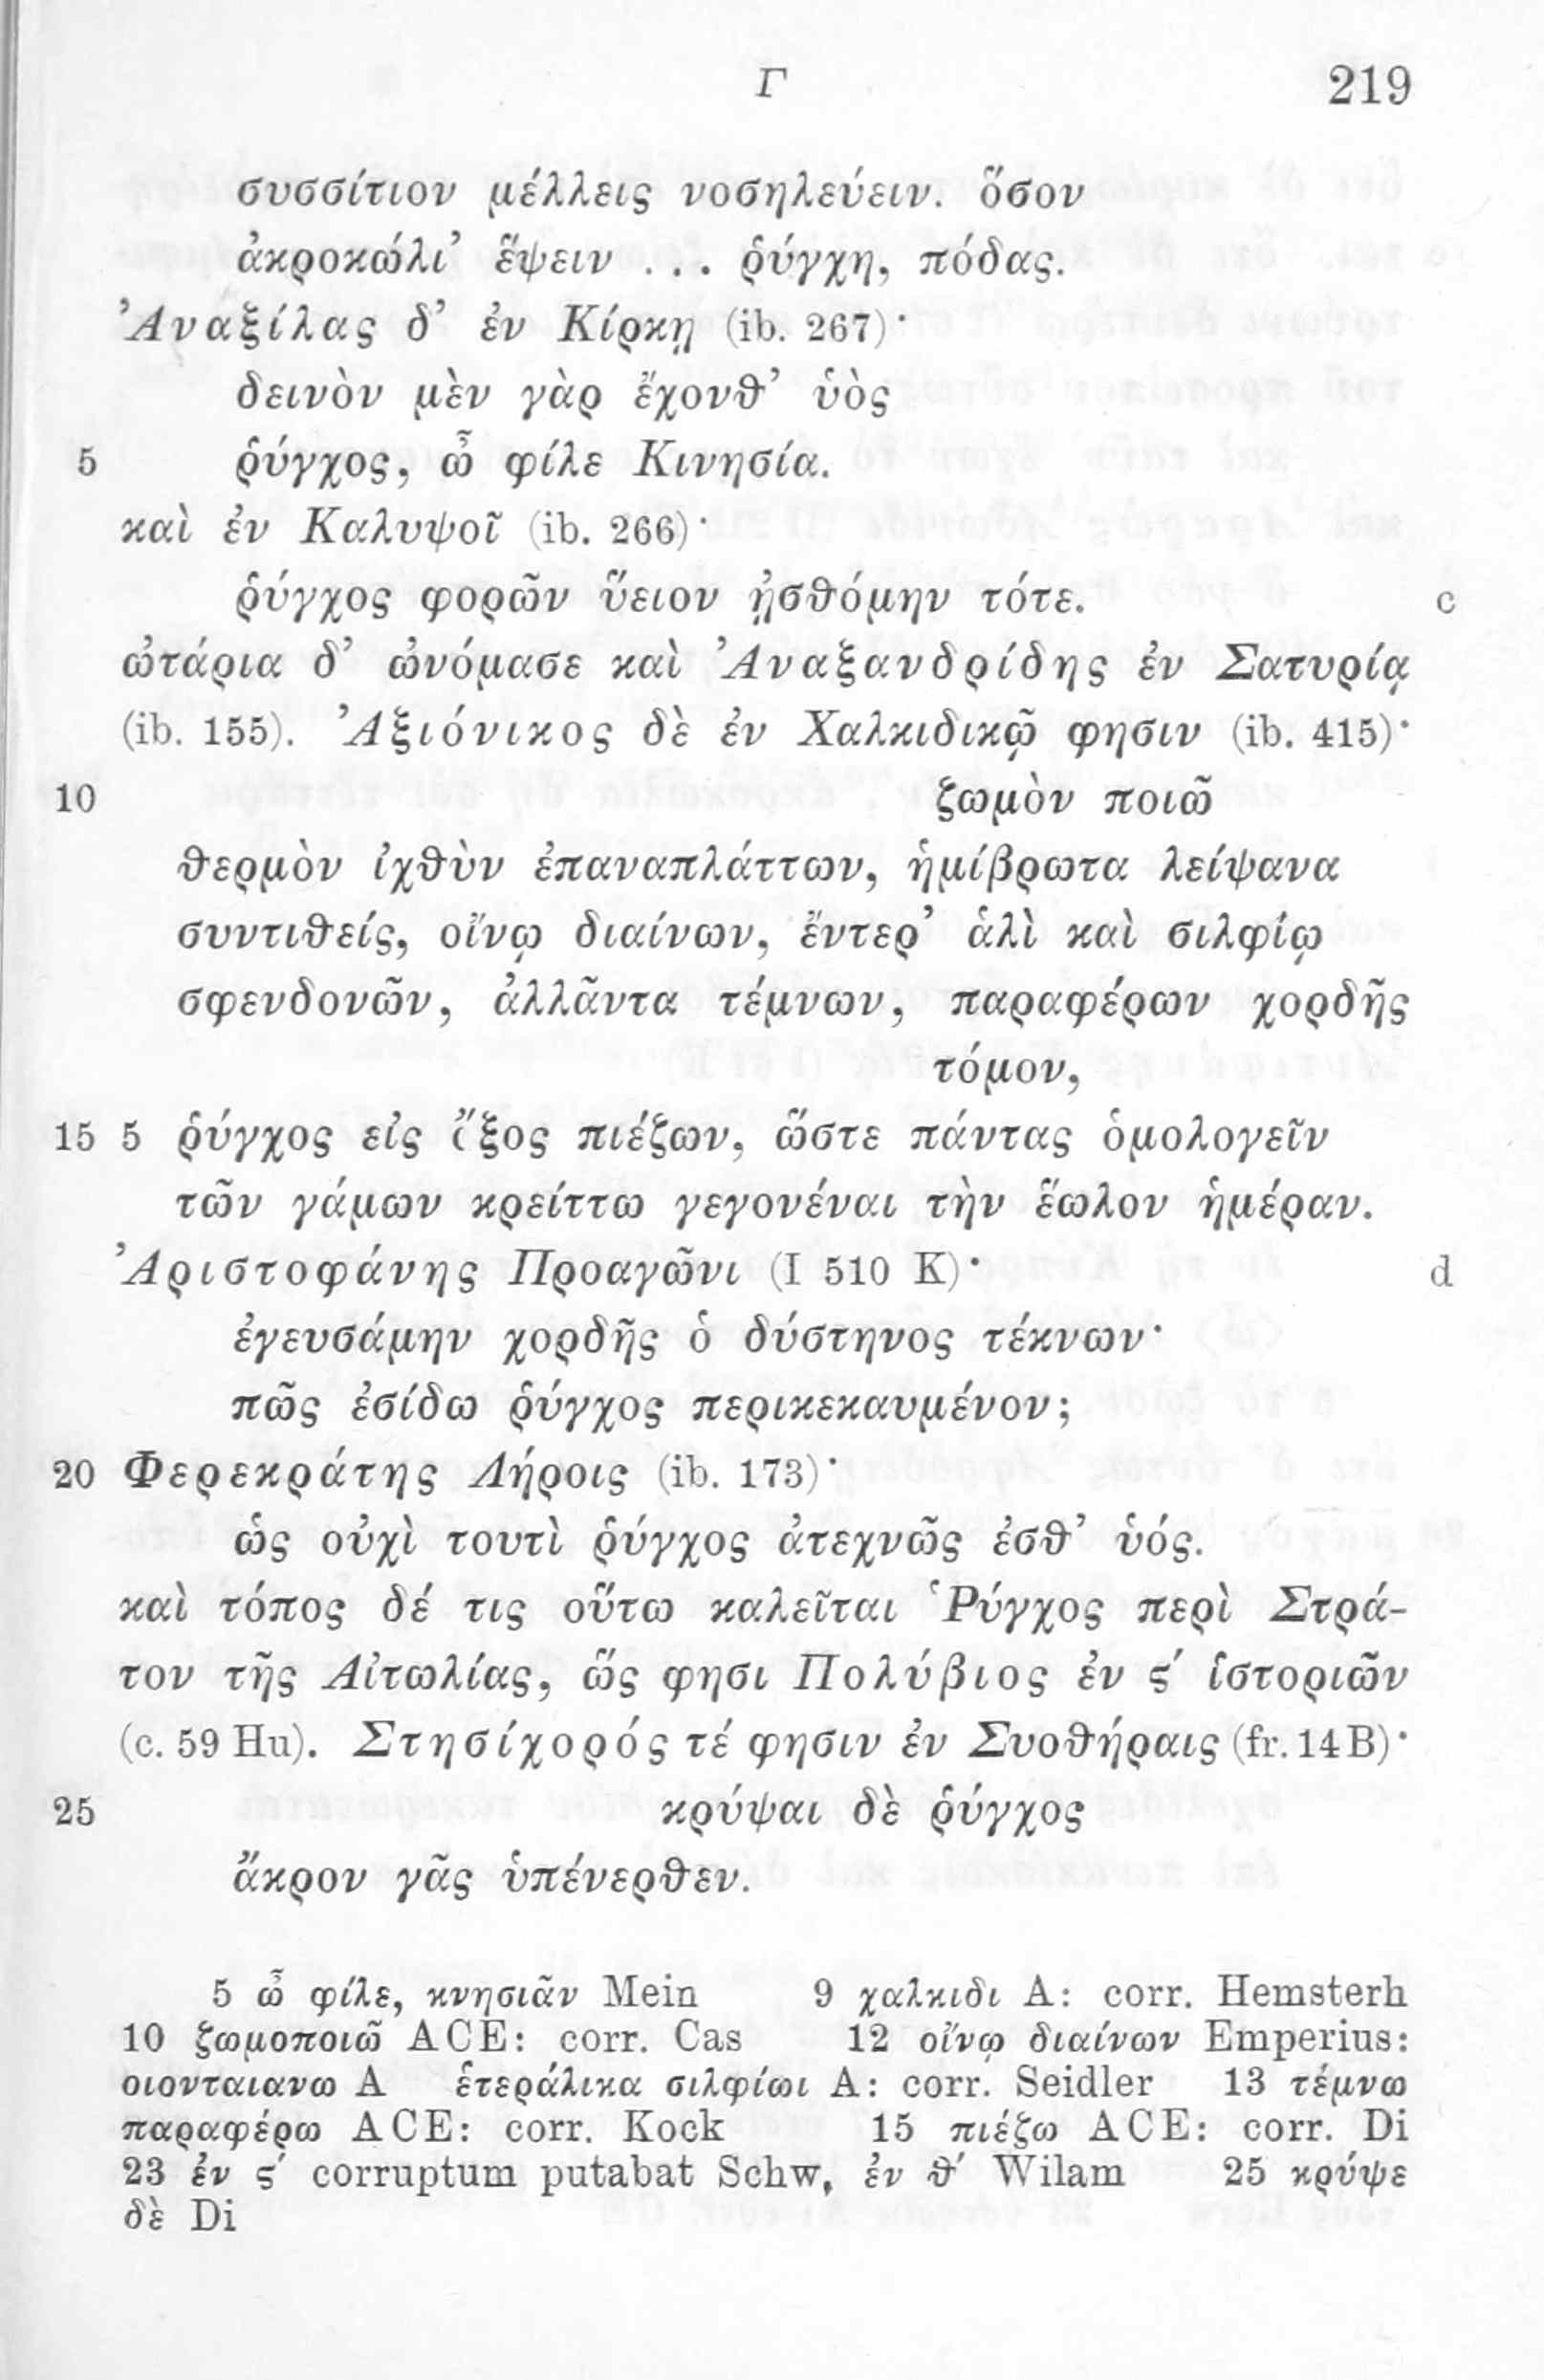 Γ 219
συσσίτιον μέλλεις νοσηλεύειν. ὅσον
ἀκροκώλι’ ἕψειν ... ῥύγχη, πόδας.
’Αναξίλας δ’ ἐν Κίρκῃ (ib. 267)·
δεινὸν μὲν γὰρ ἔχονθ’ ὑὸς
5 ῥύγχος, ὦ φίλε Κινησία.
καὶ ἐν Καλυψοῖ (ib. 266)·
ῥύγχος φορῶν ὕειον ᾐσθόμην τότε. c
ὠτάρια δ’ ὠνόμασε καὶ ’Αναξανδρίδης ἐν Σατυρίᾳ
(ib. 155). ’Αξιόνικος δὲ ἐν Χαλκιδικῷ φησιν (ib. 415)·
10 ζωμὸν ποιῶ
θερμὸν ἰχθὺν ἐπαναπλάττων, ἡμίβρωτα λείψανα
συντιθείς, οἴνῳ διαίνων, ἔντερ’ ἁλὶ καὶ σιλφίῳ
σφενδονῶν, ἀλλᾶντα τέμνων, παραφέρων χορδῆς
τόμον,
15 5 ῥύγχος εἰς ὄξος πιέζων, ὥστε πάντας ὁμολογεῖν
τῶν γάμων κρείττω γεγονέναι τὴν ἕωλον ἡμέραν.
’Αριστοφάνης Προαγῶνι (I 510 K)· d
ἐγευσάμην χορδῆς ὁ δύστηνος τέκνων·
πῶς ἐσίδω ῥύγχος περικεκαυμένον;
20 Φερεκράτης Λήροις (ib. 173)·
ὡς οὐχὶ τουτὶ ῥύγχος ἀτεχνῶς ἐσθ’ ὑός.
καὶ τόπος δέ τις οὕτω καλεῖται ‘Ρύγχος περὶ Στρά-
τον τῆς Αἰτωλίας, ὥς φησι Πολύβιος ἐν ϛ′ ἱστοριῶν
(c. 59 Hu). Στησίχορός τέ φησιν ἐν Συοθήραις (fr. 14 B)·
25 κρύψαι δὲ ῥύγχος
ἄκρον γᾶς ὑπένερθεν.
5 ὦ φίλε, κνησιᾶν Mein 9 χαλκιδι A: corr. Hemsterh
10 ζωμοποιῶ ACE: corr. Cas 12 οἴνῳ διαίνων Emperius:
οιονταιανω A ἑτεράλικα σιλφίωι A: corr. Seidler 13 τέμνω
παραφέρω ACE: corr. Kock 15 πιέζω ACE: corr. Di
23 ἐν ϛ′ corruptum putabat Schw, ἐν θ′ Wilam 25 κρύψε
δὲ Di